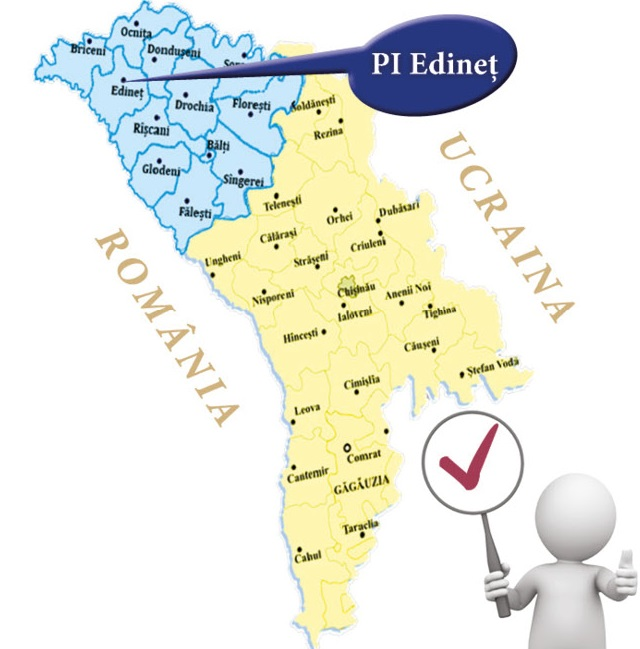 Ocnița
Briceni
Dondușeni
PI Edineț
Edineț
Drochia
Florești
Șoldănești
Rezina
Rîșcani
Bălți
Glodeni
Sîngerei
Fălești
Telenești
Orhei
Dubăsari
Criuleni
Călărași
Strășeni
Ungheni
Nisporeni
Chișinău
Ialoveni
Anenii Noi
Tighina
Hîncești
Căușeni
Ștefan Vodă
Cimișlia
Leova
Comrat
Cantemir
GĂGĂUZIA
Taraclia
Cahul
ROMÂNIA
UCRAINA